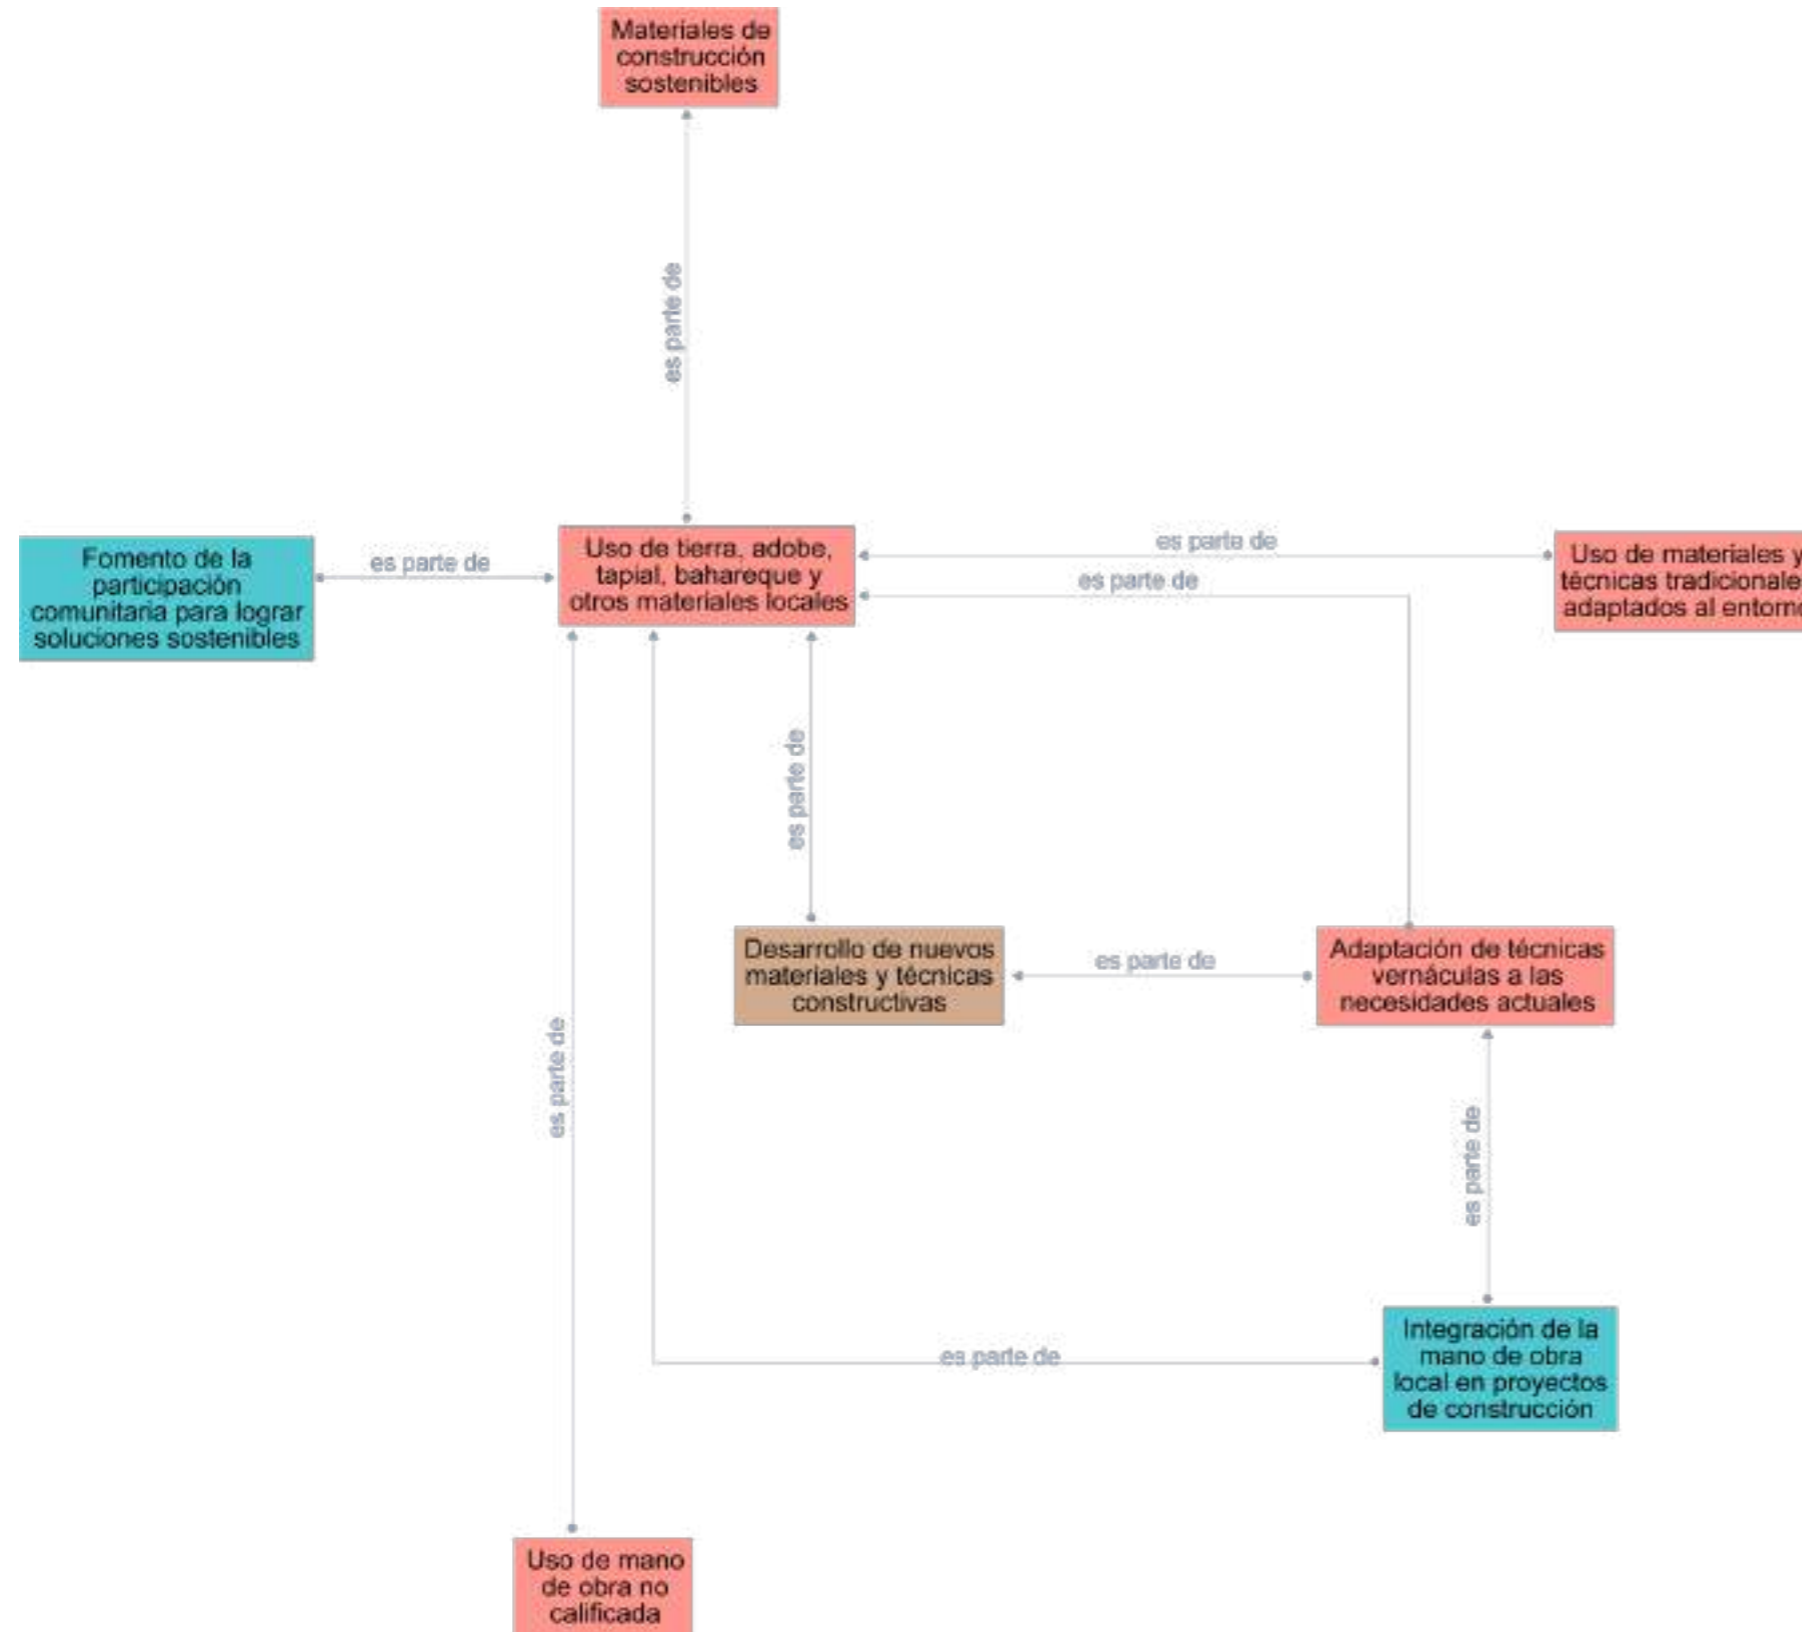 Materiales de
construcción
sostenibles
es parte de
Fomento de la
participación
comunitaria para lograr
soluciones sostenibles
es parte de
Uso de tierra, adobe,
tapial, bahareque y
otros materiales locales
es parte de
es parte de
Uso de materiales y
técnicas tradicionale
adaptados al entorno
es parte de
Desarrollo de nuevos
materiales y técnicas
constructivas
es parte de
Adaptación de técnicas
vernáculas a las
necesidades actuales
es parte de
es parte de
Integración de la
mano de obra
local en proyectos
de construcción
es parte de
Uso de mano
de obra no
calificada